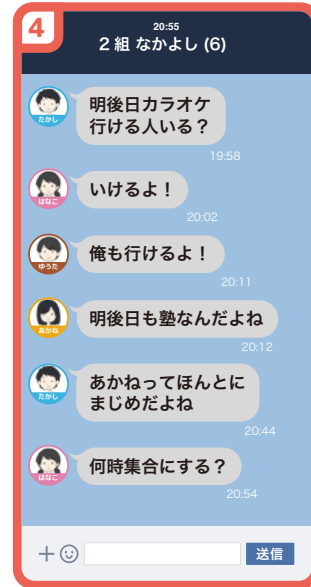 4
20:55
2組 なかよし (6)
明後日カラオケ
行ける人いる？
たかし
19:58
いけるよ！
はなこ
20:02
俺も行けるよ！
ゆうた
20:11
明後日も塾なんだよね
あかね
20:12
あかねってほんとに
まじめだよね
たかし
20:44
何時集合にする？
はなこ
20:54
送信